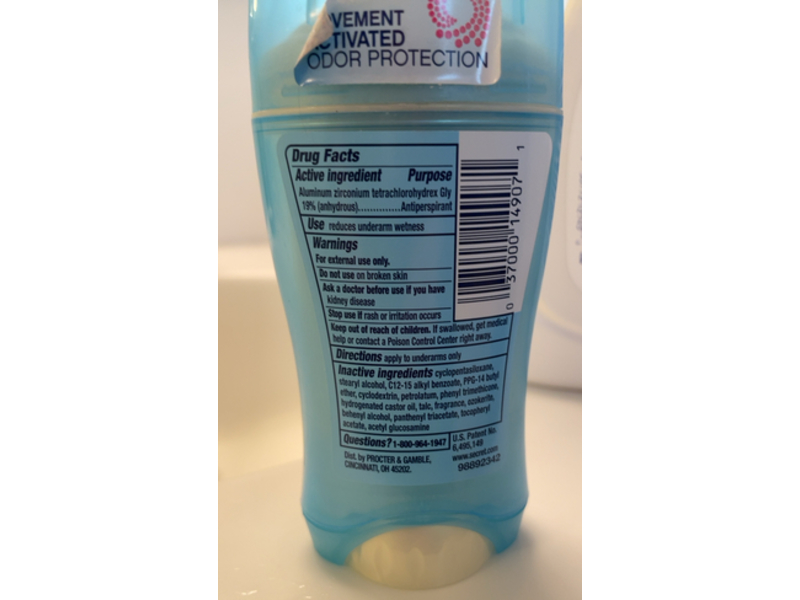 VEMENT
CTIVATED
ODOR PROTECTION
Drug Facts
Active ingredient Purpose
Aluminum zirconium tetrachlorohydrex Gly
19% (anhydrous)..............Antiperspirant
Use reduces underarm wetness
Warnings
For external use only.
Do not use on broken skin
Ask a doctor before use if you have
kidney disease
Stop use if rash or irritation occurs
Keep out of reach of children. If swallowed, get medical
help or contact a Poison Control Center right away.
Directions apply to underarms only
Inactive ingredients cyclopentasiloxane,
stearyl alcohol, C12-15 alkyl benzoate, PPG-14 butyl
ether, cyclodextrin, petrolatum, phenyl trimethicone,
hydrogenated castor oil, talc, fragrance, ozokerite,
behenyl alcohol, panthenyl triacetate, tocopheryl
acetate, acetyl glucosamine
Questions? 1-800-964-1947
U.S. Patent No.
6,495,149
www.secret.com
98892342
Dist. by PROCTER & GAMBLE,
CINCINNATI, OH 45202.
0 37000 14907 1